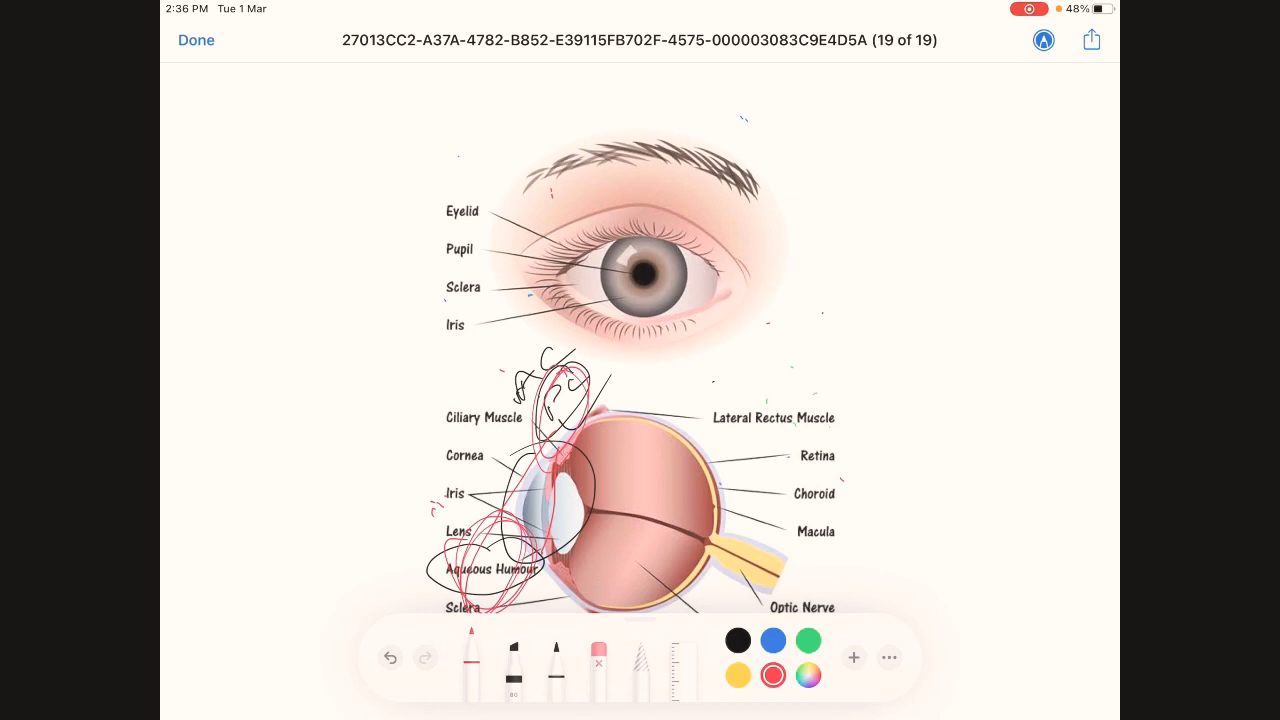 2:36 PM Tue 1 Mar
48%
Done
27013CC2-A37A-4782-B852-E39115FB702F-4575-000003083C9E4D5A (19 of 19)
Eyelid
Pupil
Sclera
Iris
Ciliary Muscle
Lateral Rectus Muscle
Cornea
Retina
Iris
Choroid
Lens
Macula
Aqueous Humour
Sclera
Optic Nerve
80